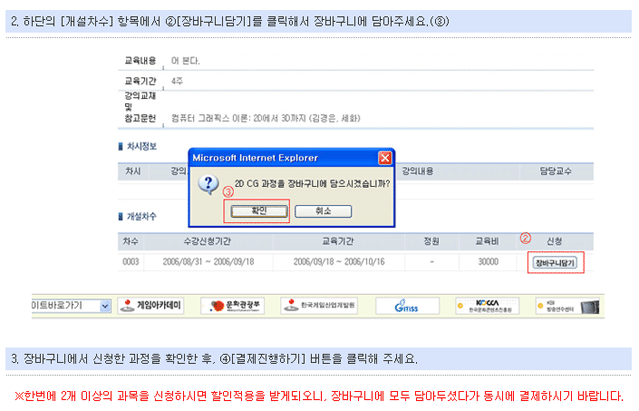 2. 하단의 [개설차수] 항목에서 ②[장바구니담기]를 클릭해서 장바구니에 담아주세요.(③)
교육내용 여 본다.
교육기간 4주
강의교재
및
참고문헌 컴퓨터 그래픽스 이론: 2D에서 3D까지 (김경은, 세화)
차시정보
차시 강의 강의내용 담당교수
Microsoft Internet Explorer
2D CG 과정을 장바구니에 담으시겠습니까?
③
확인 취소
개설차수
차수 수강신청기간 교육기간 정원 교육비 ② 신청
0003 2006/08/31 ~ 2006/09/18 2006/09/18 ~ 2006/10/16 - 30000 장바구니담기
이트바로가기 게임아카데미 문화관광부 한국게임산업개발원 Gitiss KOCCA 한국문화콘텐츠진흥원 KBI 방송연수센터
3. 장바구니에서 신청한 과정을 확인한 후, ④[결제진행하기] 버튼을 클릭해 주세요.
※한번에 2개 이상의 과목을 신청하시면 할인적용을 받게되오니, 장바구니에 모두 담아두셨다가 동시에 결제하시기 바랍니다.